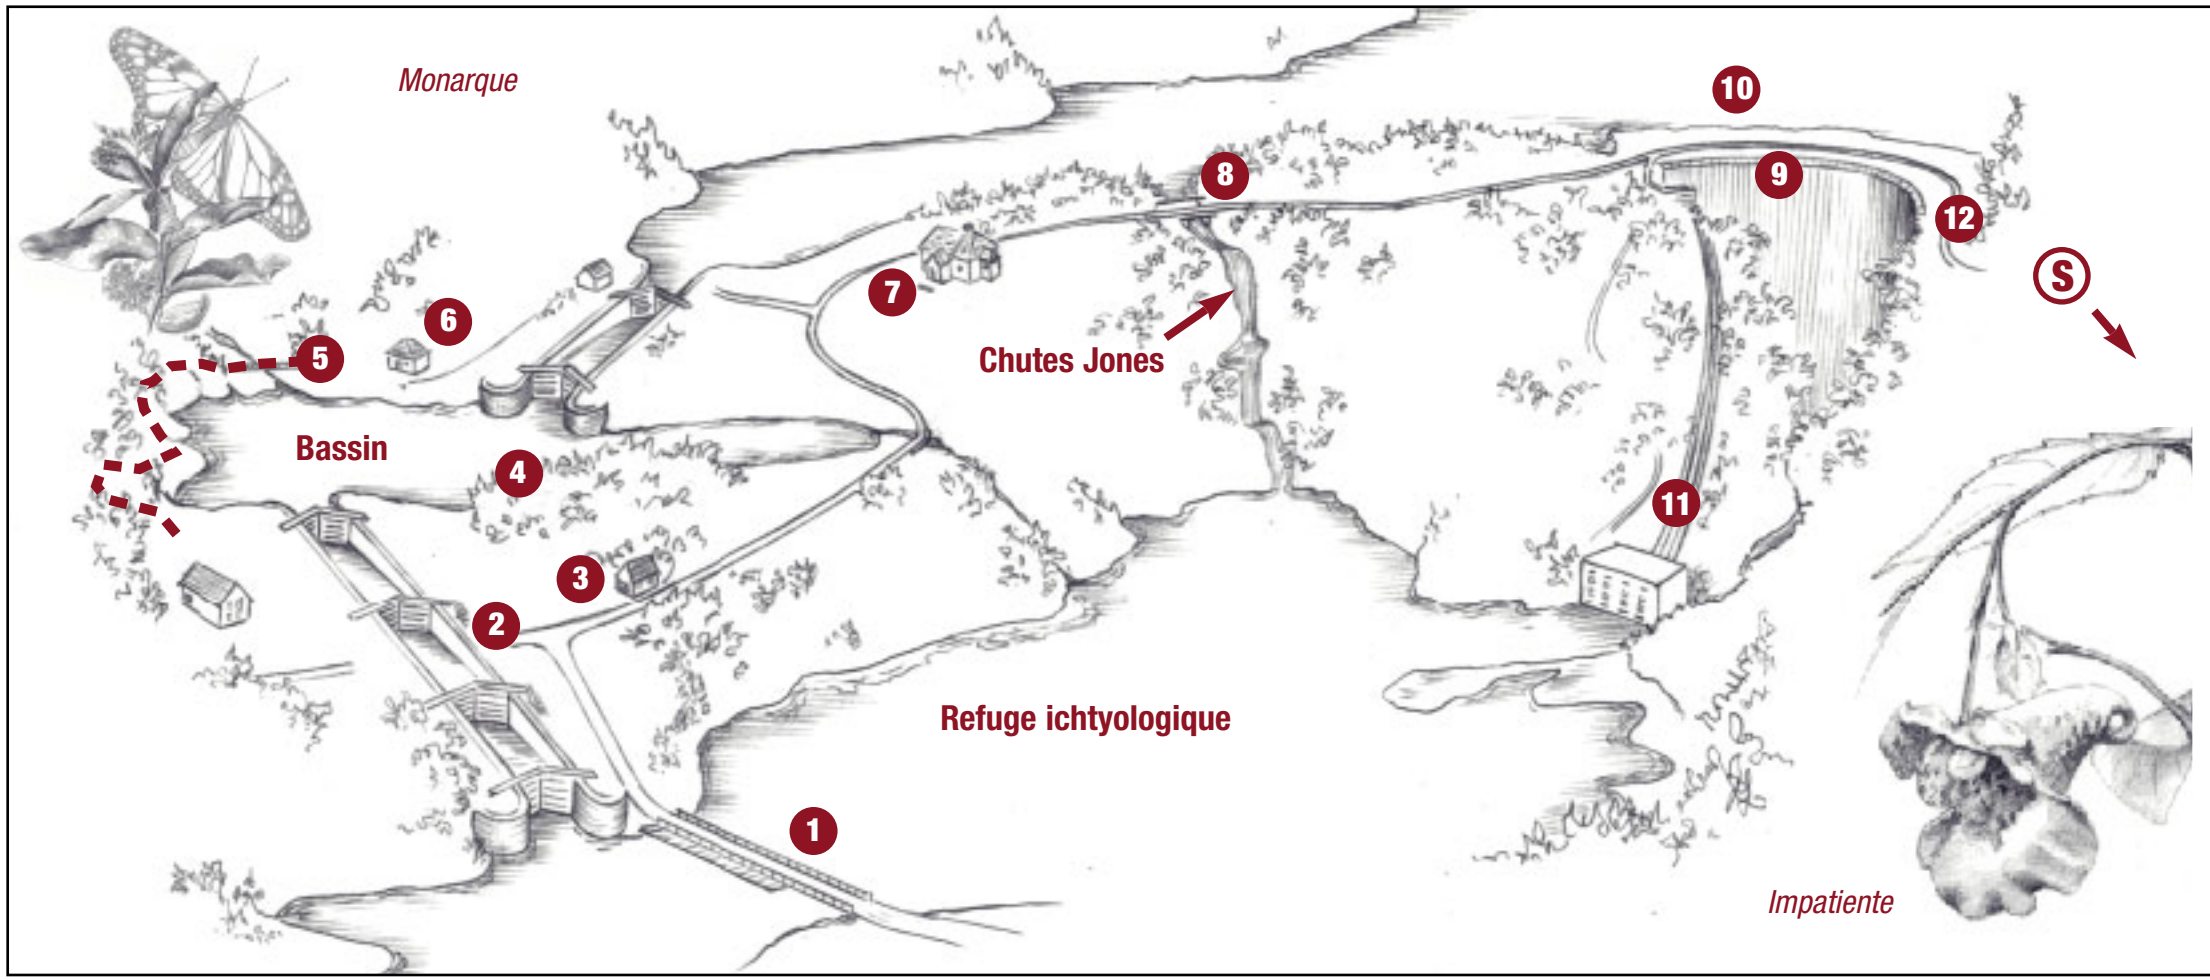 Monarque
10
8
9
12
S
7
6
5
Chutes Jones
Bassin
4
11
3
2
Refuge ichtyologique
1
Impatiente